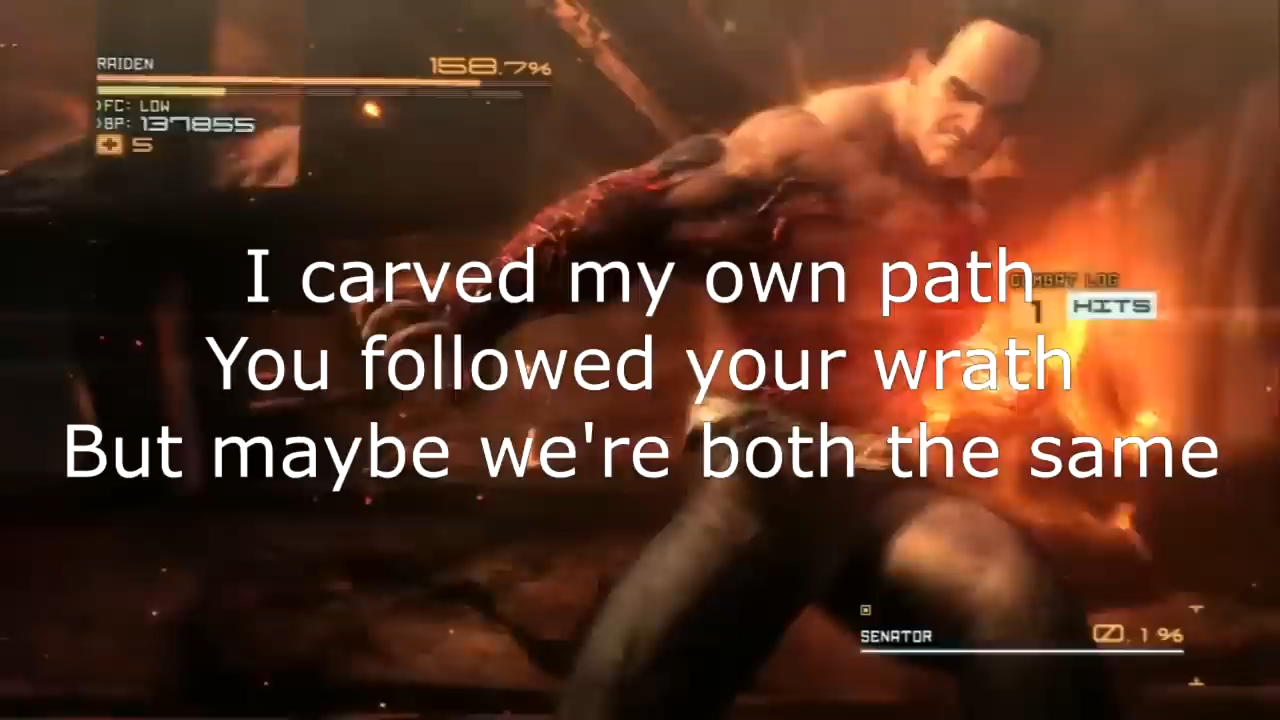 RAIDEN 158.7%
FC: LOW
BP: 137855
5
I carved my own path
COMBAT LOG
1 HITS
You followed your wrath
But maybe we're both the same
SENATOR 0.1%